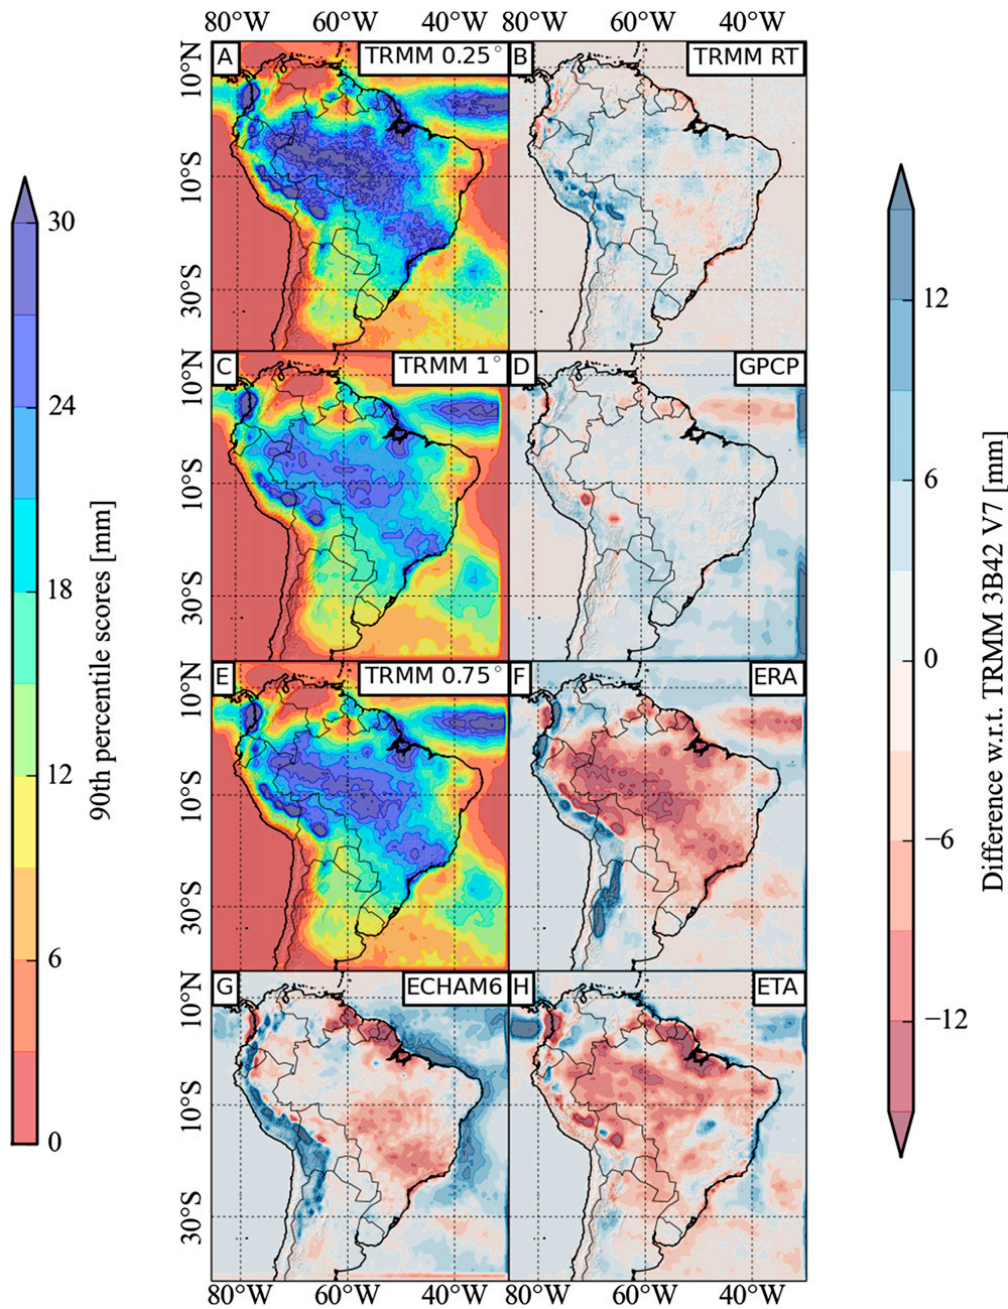 80°W 60°W 40°W 80°W 60°W 40°W
A TRMM 0.25° B TRMM RT
10°N
10°S
30°S
C TRMM 1° D GPCP
10°N
10°S
30°S
E TRMM 0.75° F ERA
10°N
10°S
30°S
G ECHAM6 H ETA
10°N
10°S
30°S
80°W 60°W 40°W 80°W 60°W 40°W
30
24
18
12
6
0
90th percentile scores [mm]
12
6
0
−6
−12
Difference w.r.t. TRMM 3B42 V7 [mm]